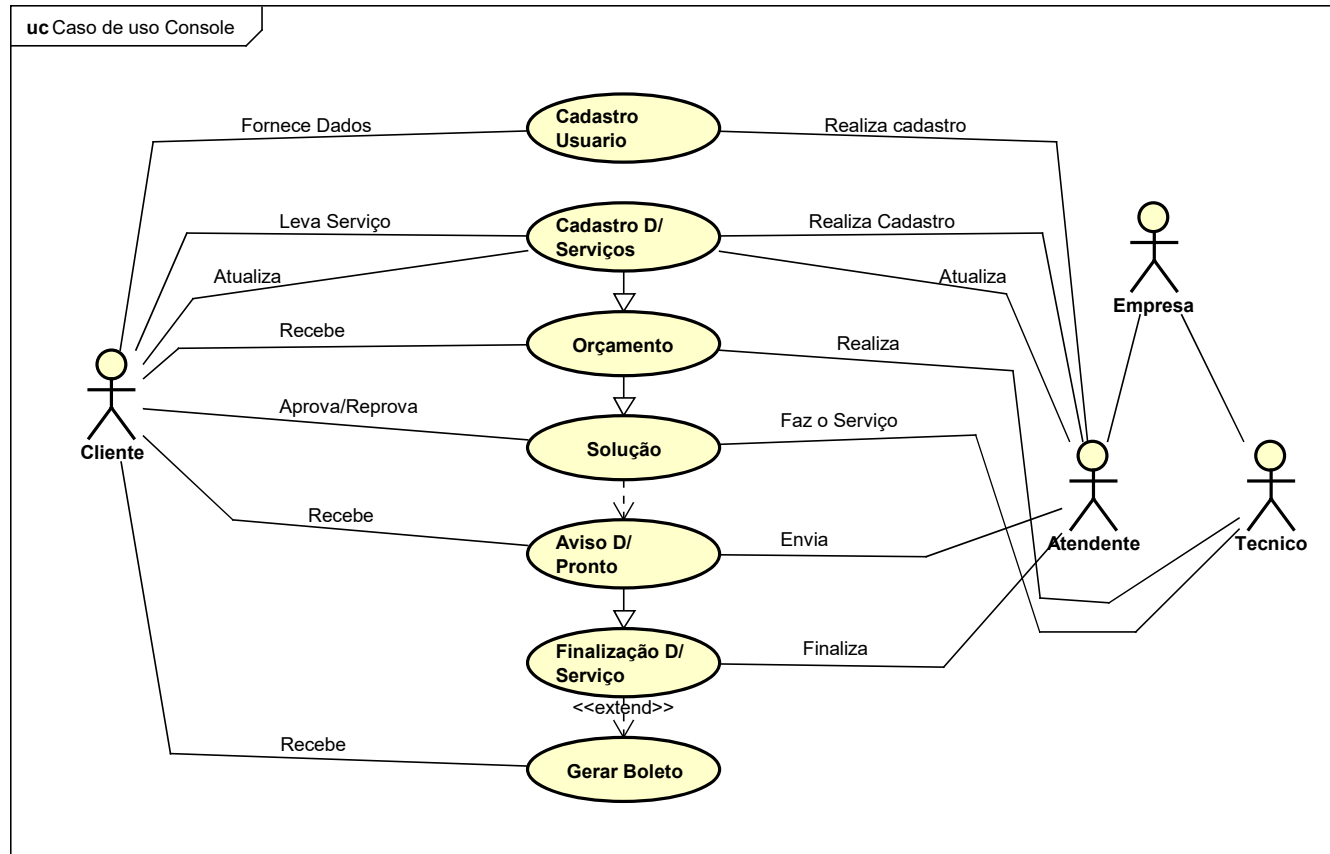 uc Caso de uso Console
Cadastro
Usuario
Fornece Dados
Realiza cadastro
Leva Serviço
Cadastro D/
Serviços
Realiza Cadastro
Atualiza
Atualiza
Empresa
Recebe
Orçamento
Realiza
Aprova/Reprova
Solução
Faz o Serviço
Cliente
Recebe
Aviso D/
Pronto
Envia
Atendente
Tecnico
Finalização D/
Serviço
Finaliza
<<extend>>
Recebe
Gerar Boleto